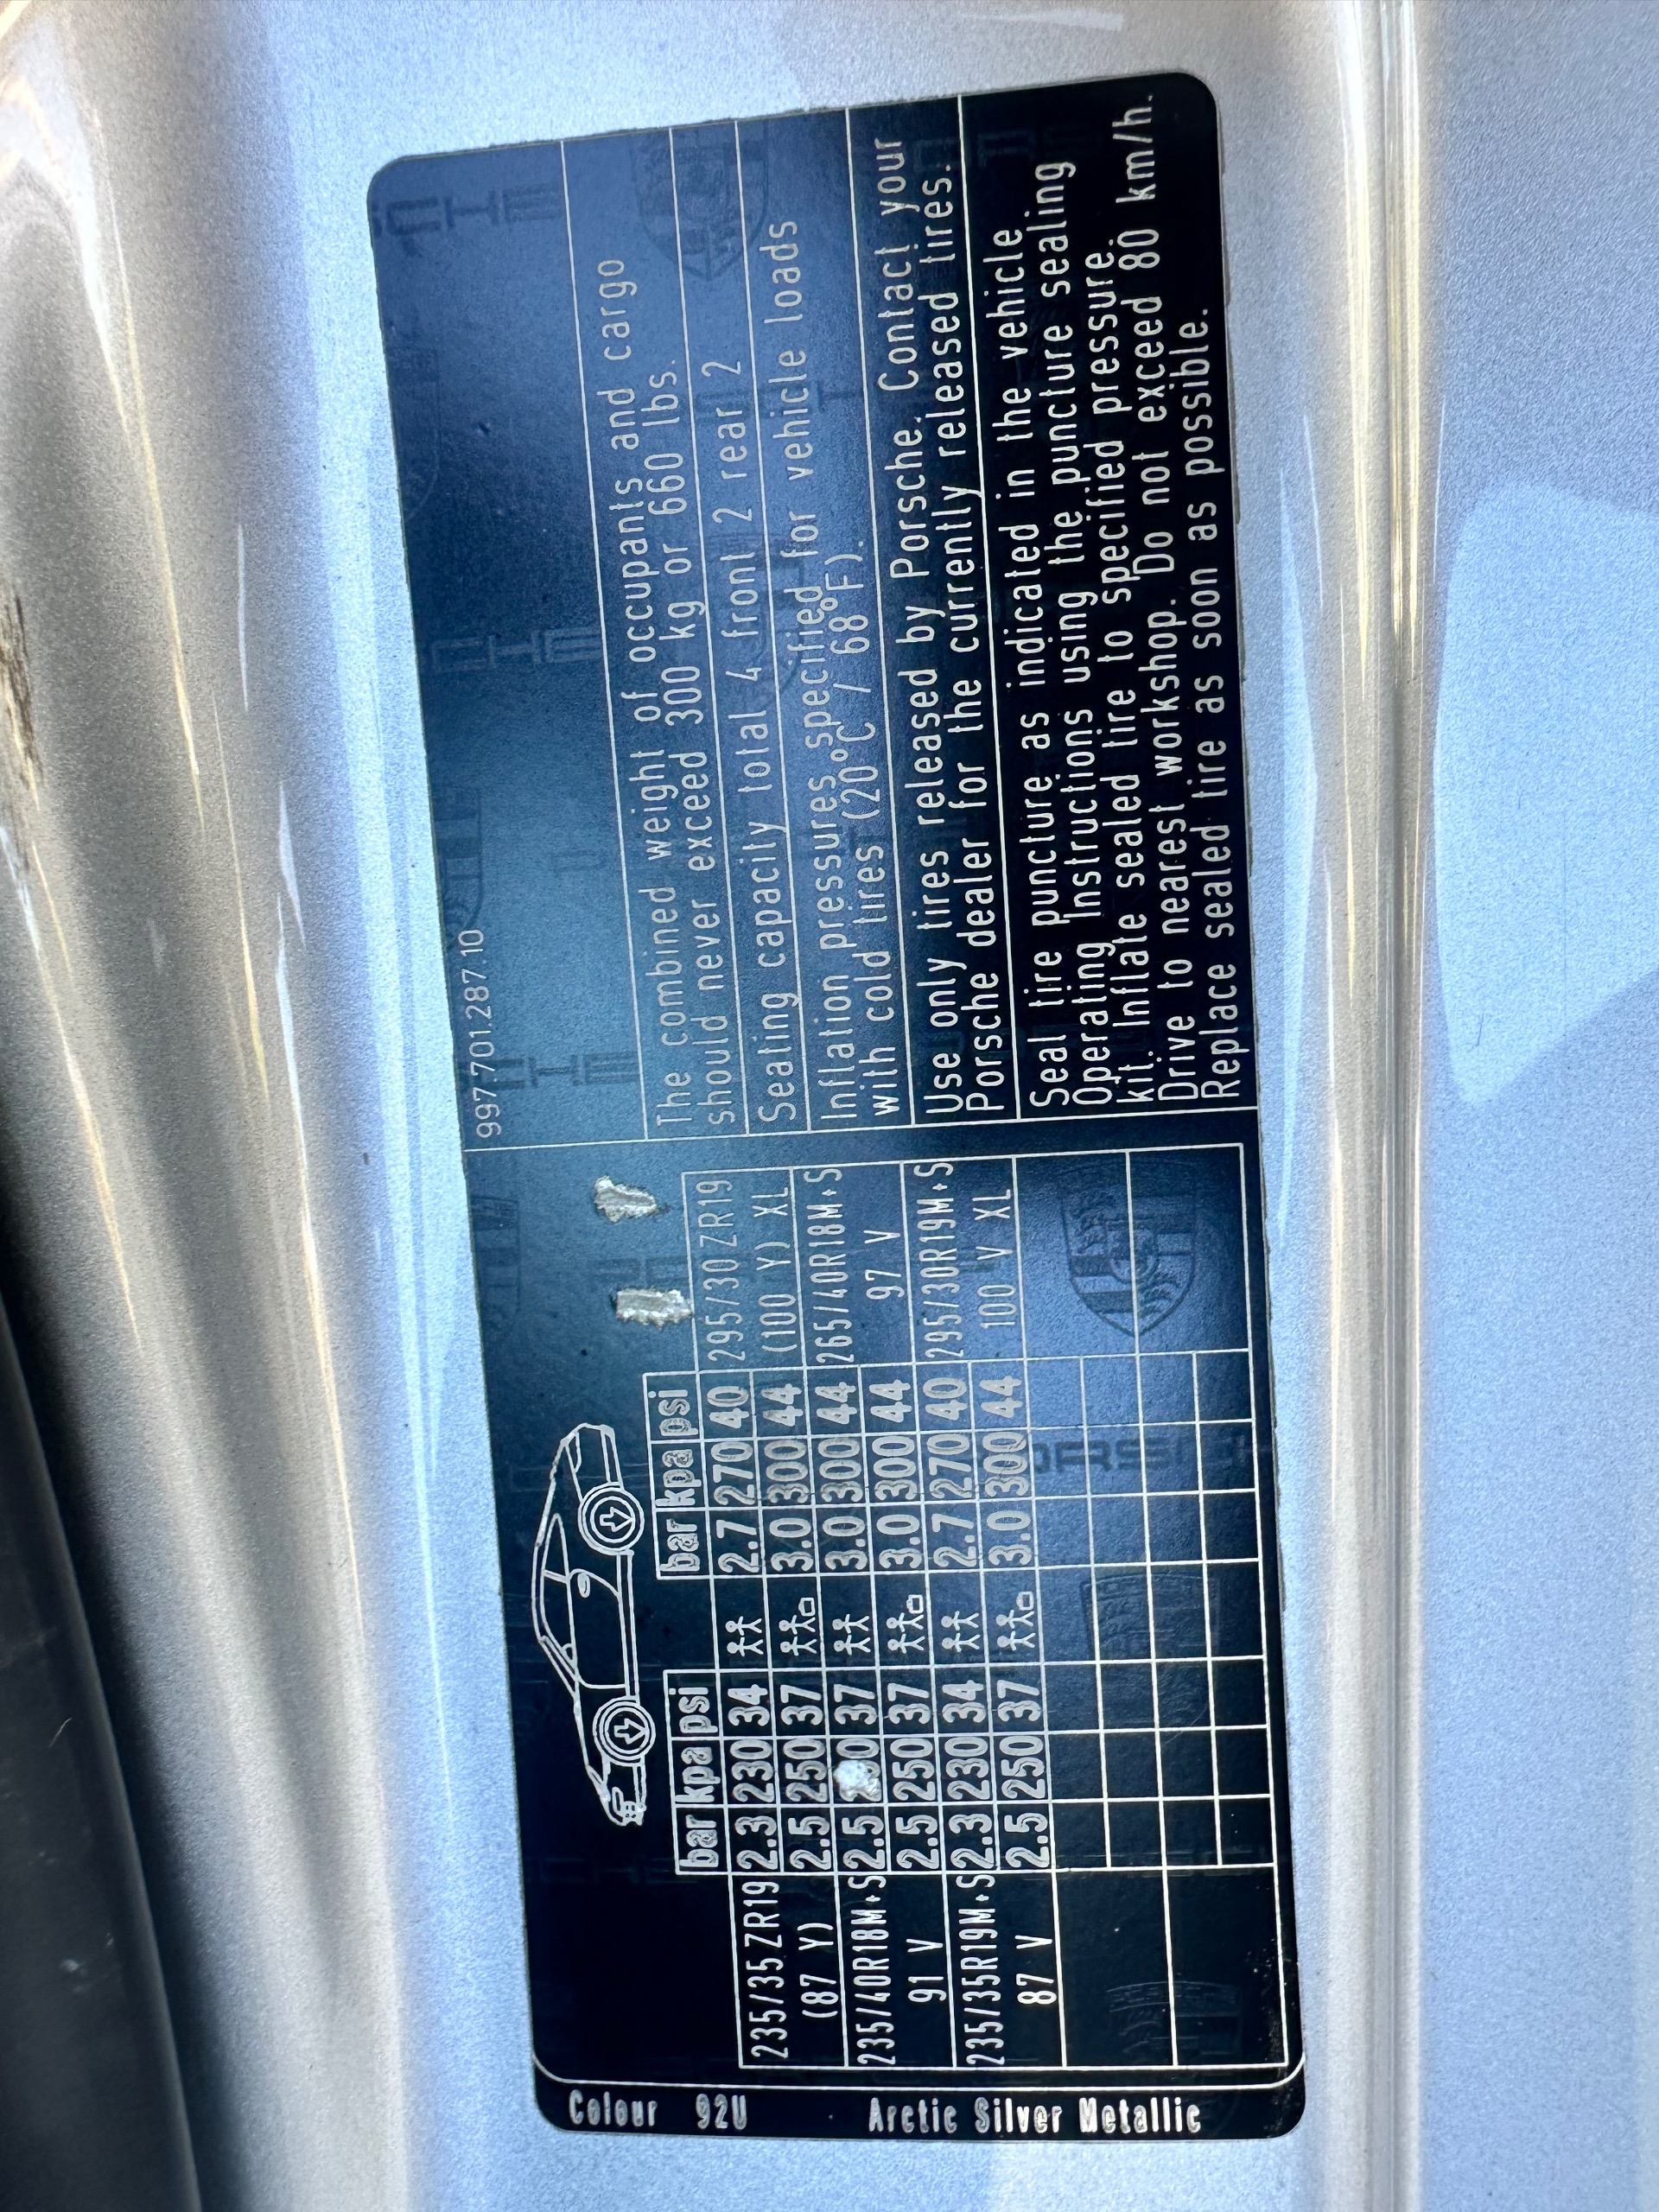 997.701.287.10
bar kpa psi bar kpa psi
235/35 ZR19 2.3 230 34 2.7 270 40 295/30 ZR19
(87 Y) 2.5 250 37 3.0 300 44 (100 Y) XL
235/40R18M+S 2.5 37 3.0 300 44 265/40R18M+S
91 V 2.5 250 37 3.0 300 44 97 V
235/35R19M+S 2.3 230 34 2.7 270 40 295/30R19M+S
87 V 2.5 250 37 3.0 300 44 100 V XL
The combined weight of occupants and cargo
should never exceed 300 kg or 660 lbs.
Seating capacity total 4 front 2 rear 2
Inflation pressures specified for vehicle loads
with cold tires (20°C / 68°F).
Use only tires released by Porsche. Contact your
Porsche dealer for the currently released tires.
Seal tire puncture as indicated in the vehicle
Operating Instructions using the puncture sealing
kit. Inflate sealed tire to specified pressure.
Drive to nearest workshop. Do not exceed 80 km/h.
Replace sealed tire as soon as possible.
Colour 92U Arctic Silver Metallic